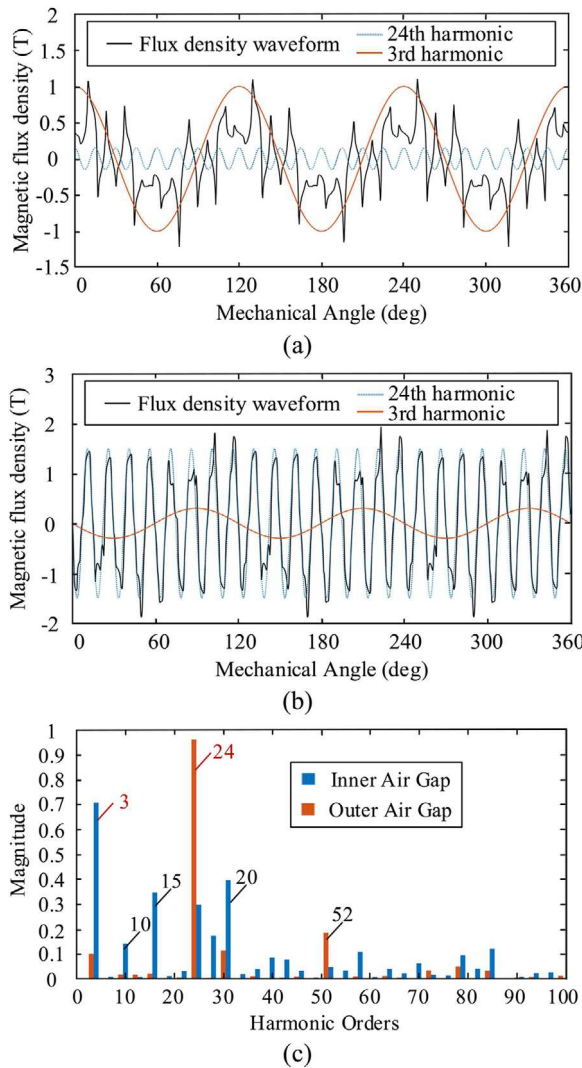 Magnetic flux density (T)
2
1.5
1
0.5
0
-0.5
-1
-1.5
Flux density waveform
24th harmonic
3rd harmonic
0 60 120 180 240 300 360
Mechanical Angle (deg)
(a)
Magnetic flux density (T)
3
2
1
0
-1
-2
Flux density waveform
24th harmonic
3rd harmonic
0 60 120 180 240 300 360
Mechanical Angle (deg)
(b)
Magnitude
1
0.9
0.8
0.7
0.6
0.5
0.4
0.3
0.2
0.1
0
24
Inner Air Gap
Outer Air Gap
3
15
20
10
52
0 10 20 30 40 50 60 70 80 90 100
Harmonic Orders
(c)